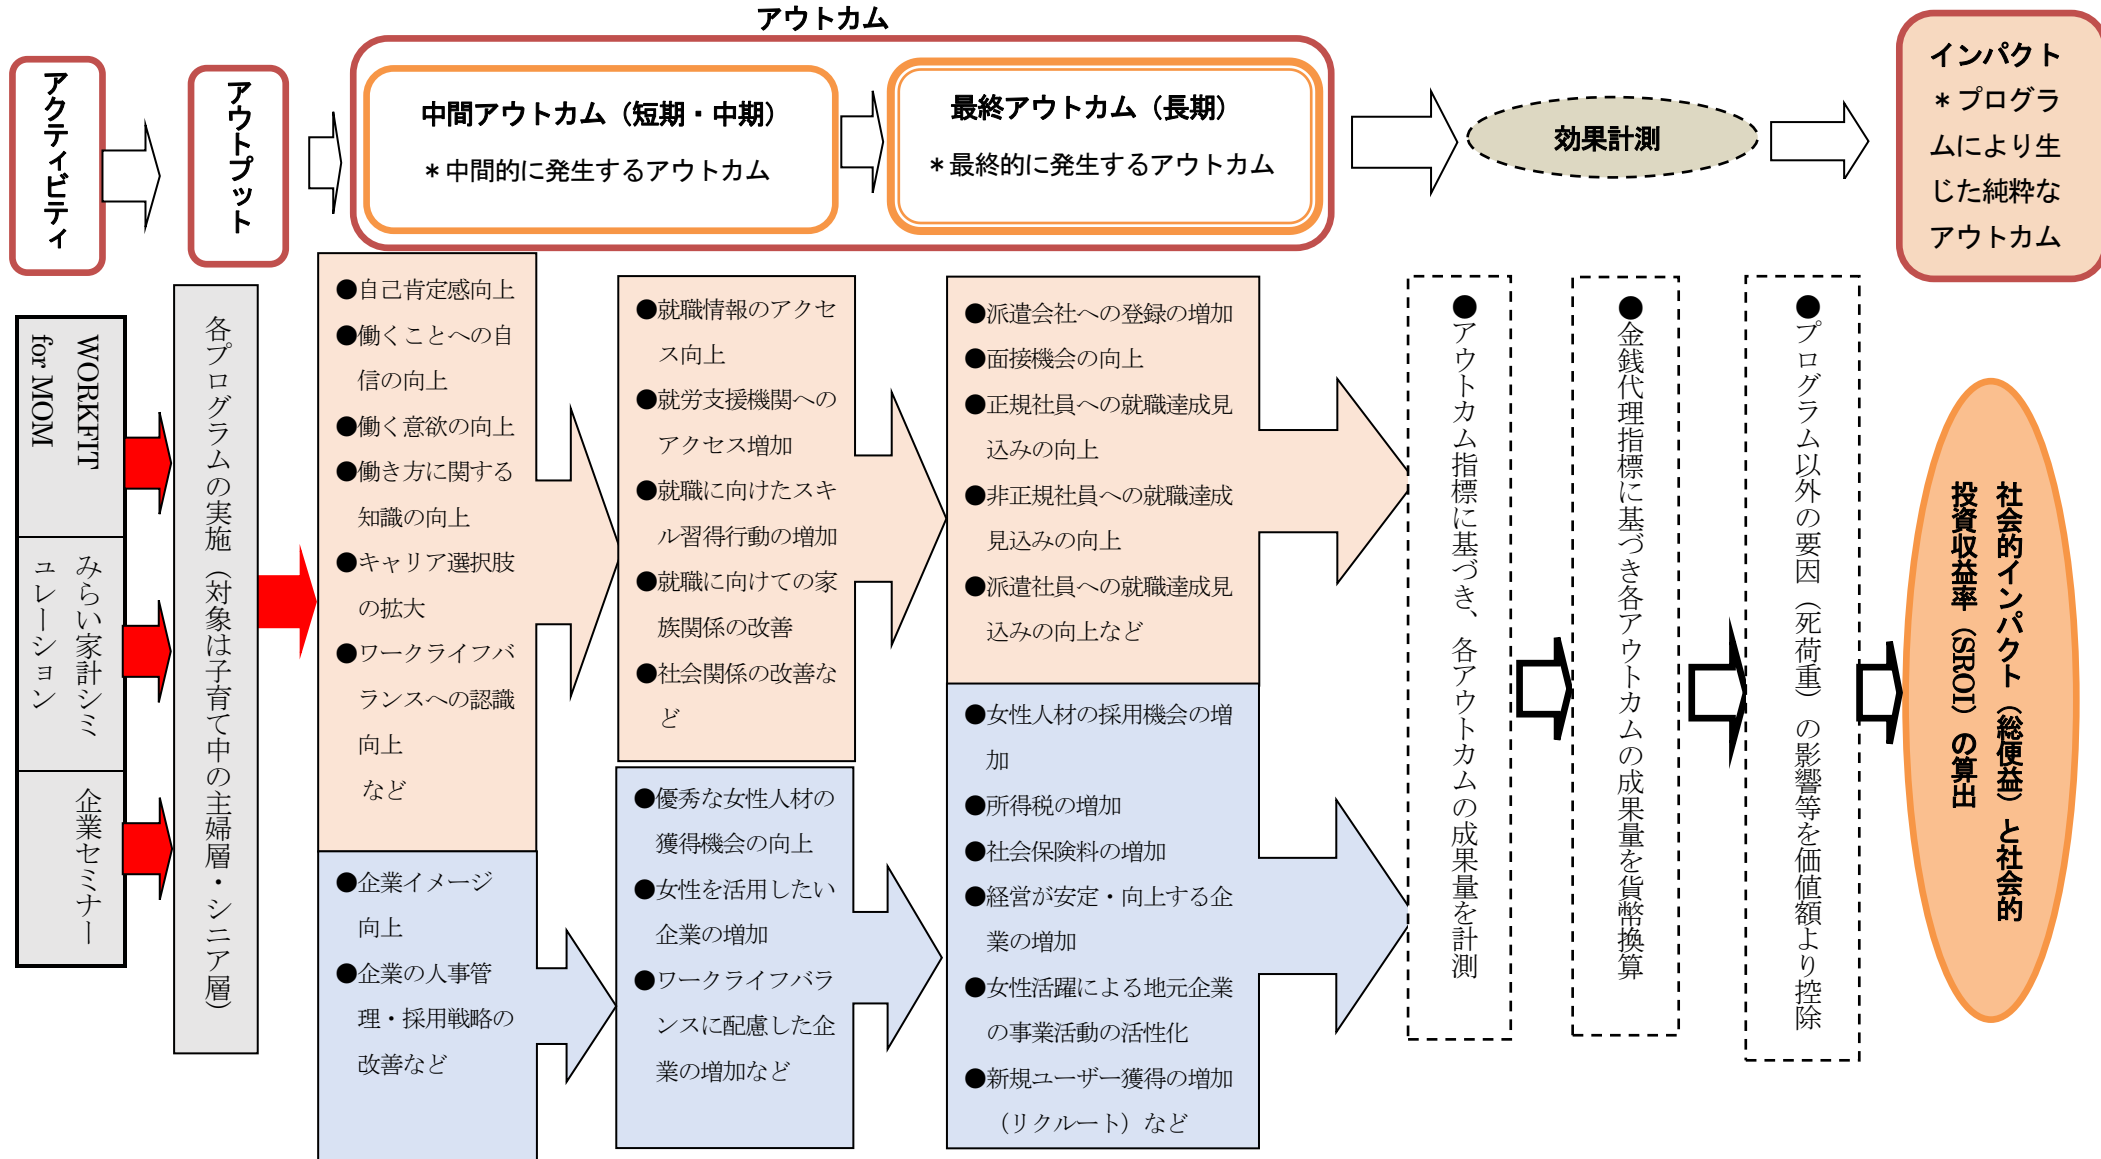 アウトカム
アクティビティ
アウトプット
中間アウトカム（短期・中期）
＊中間的に発生するアウトカム
最終アウトカム（長期）
＊最終的に発生するアウトカム
効果計測
インパクト
＊プログラ
ムにより生
じた純粋な
アウトカム
WORKFIT
for MOM
みらい家計シミ
ュレーション
企業セミナー
各プログラムの実施（対象は子育て中の主婦層・シニア層）
●自己肯定感向上
●働くことへの自
信の向上
●働く意欲の向上
●働き方に関する
知識の向上
●キャリア選択肢
の拡大
●ワークライフバ
ランスへの認識
向上
など
●企業イメージ
向上
●企業の人事管
理・採用戦略の
改善など
●就職情報のアクセ
ス向上
●就労支援機関への
アクセス増加
●就職に向けたスキ
ル習得行動の増加
●就職に向けての家
族関係の改善
●社会関係の改善な
ど
●優秀な女性人材の
獲得機会の向上
●女性を活用したい
企業の増加
●ワークライフバラ
ンスに配慮した企
業の増加など
●派遣会社への登録の増加
●面接機会の向上
●正規社員への就職達成見
込みの向上
●非正規社員への就職達成
見込みの向上
●派遣社員への就職達成見
込みの向上など
●女性人材の採用機会の増
加
●所得税の増加
●社会保険料の増加
●経営が安定・向上する企
業の増加
●女性活躍による地元企業
の事業活動の活性化
●新規ユーザー獲得の増加
（リクルート）など
●アウトカム指標に基づき、各アウトカムの成果量を計測
●金銭代理指標に基づき各アウトカムの成果量を貨幣換算
●プログラム以外の要因（死荷重）の影響等を価値額より控除
社会的インパクト（総便益）と社会的
投資収益率（SROI）の算出